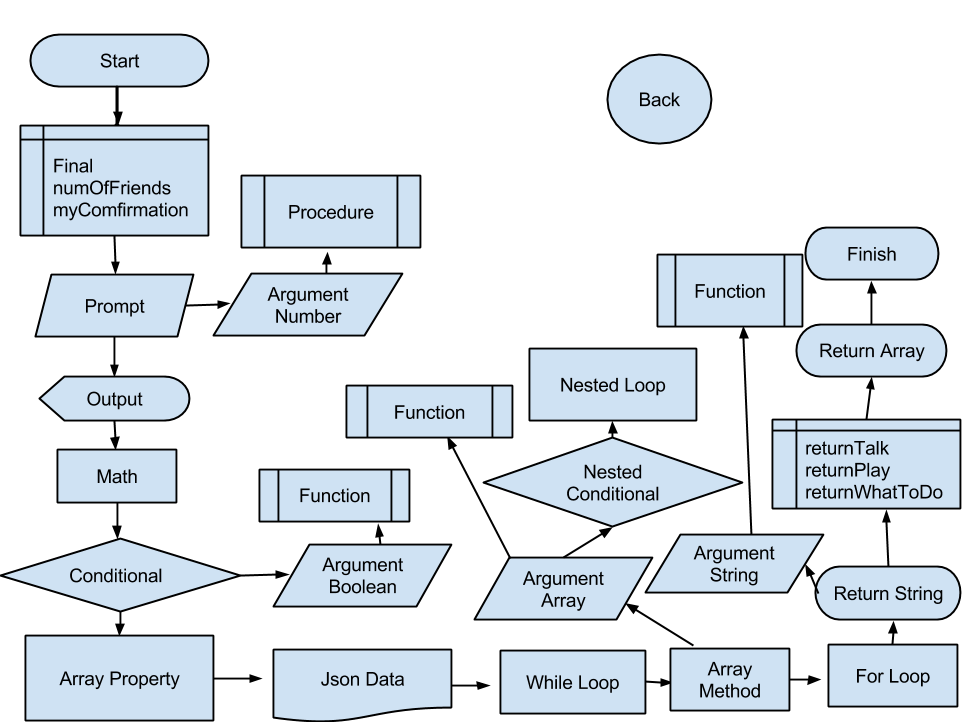 Start
Back
Final
numOfFriends
myComfirmation
Procedure
Prompt
Argument
Number
Finish
Function
Return Array
Output
Nested Loop
Function
Math
Function
Nested
Conditional
returnTalk
returnPlay
returnWhatToDo
Conditional
Argument
Boolean
Argument
Array
Argument
String
Return String
Array Property
Json Data
While Loop
Array
Method
For Loop